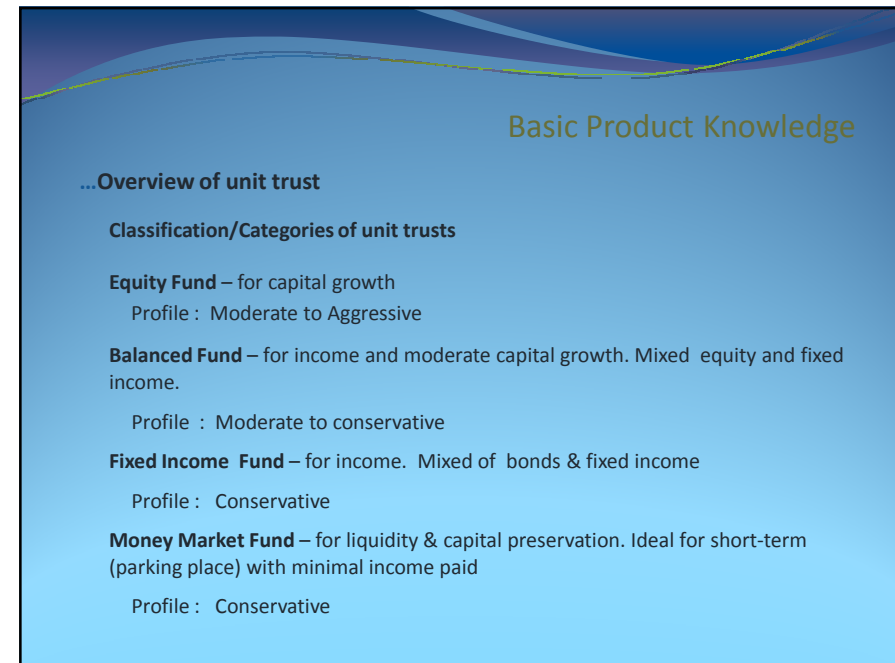 Basic Product Knowledge
…Overview of unit trust
Classification/Categories of unit trusts
Equity Fund – for capital growth
Profile : Moderate to Aggressive
Balanced Fund – for income and moderate capital growth. Mixed equity and fixed
income.
Profile : Moderate to conservative
Fixed Income Fund – for income. Mixed of bonds & fixed income
Profile : Conservative
Money Market Fund – for liquidity & capital preservation. Ideal for short-term
(parking place) with minimal income paid
Profile : Conservative